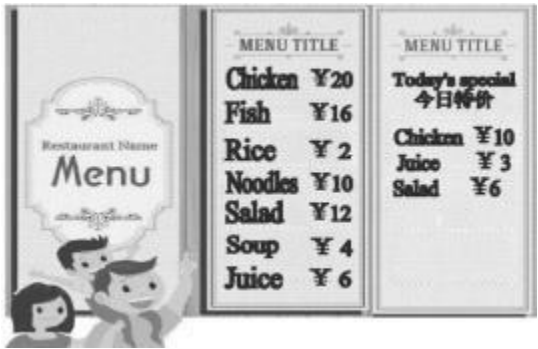 Restaurant Name
Menu
MENU TITLE
Chicken ¥20
Fish ¥16
Rice ¥2
Noodles ¥10
Salad ¥12
Soup ¥4
Juice ¥6
MENU TITLE
Today's special
今日特价
Chicken ¥10
Juice ¥3
Salad ¥6